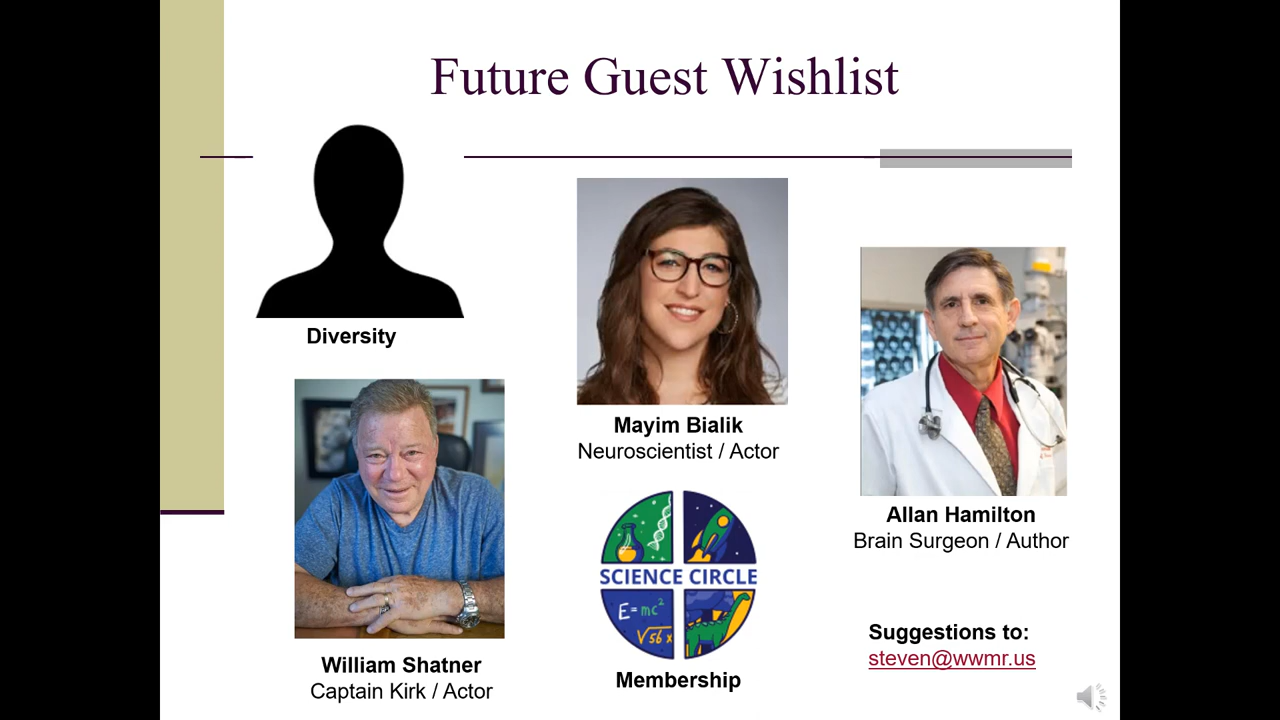 Future Guest Wishlist
Diversity
Mayim Bialik
Neuroscientist / Actor
Allan Hamilton
Brain Surgeon / Author
William Shatner
Captain Kirk / Actor
SCIENCE CIRCLE
E=mc²
√56x
Membership
Suggestions to:
steven@wwmr.us